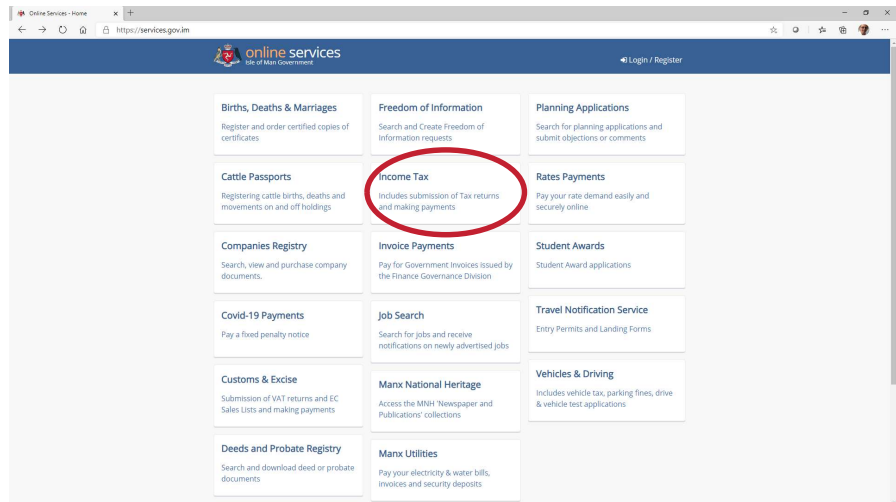 Online Services - Home
https://services.gov.im
online services
Isle of Man Government
Login / Register
Births, Deaths & Marriages
Register and order certified copies of
certificates
Freedom of Information
Search and Create Freedom of
Information requests
Planning Applications
Search for planning applications and
submit objections or comments
Cattle Passports
Registering cattle births, deaths and
movements on and off holdings
Income Tax
Includes submission of Tax returns
and making payments
Rates Payments
Pay your rate demand easily and
securely online
Companies Registry
Search, view and purchase company
documents.
Invoice Payments
Pay for Government Invoices issued by
the Finance Governance Division
Student Awards
Student Award applications
Covid-19 Payments
Pay a fixed penalty notice
Job Search
Search for jobs and receive
notifications on newly advertised jobs
Travel Notification Service
Entry Permits and Landing Forms
Customs & Excise
Submission of VAT returns and EC
Sales Lists and making payments
Manx National Heritage
Access the MNH 'Newspaper and
Publications' collections
Vehicles & Driving
Includes vehicle tax, parking fines, drive
& vehicle test applications
Deeds and Probate Registry
Search and download deed or probate
documents
Manx Utilities
Pay your electricity & water bills,
invoices and security deposits